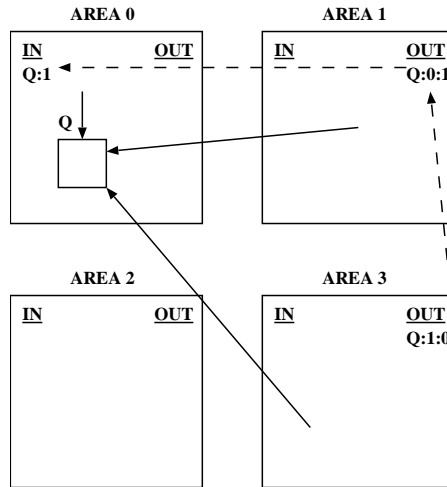 AREA 0
AREA 1
IN OUT
IN OUT
Q:1
Q:0:1
Q
AREA 2
AREA 3
IN OUT
IN OUT
Q:1:0